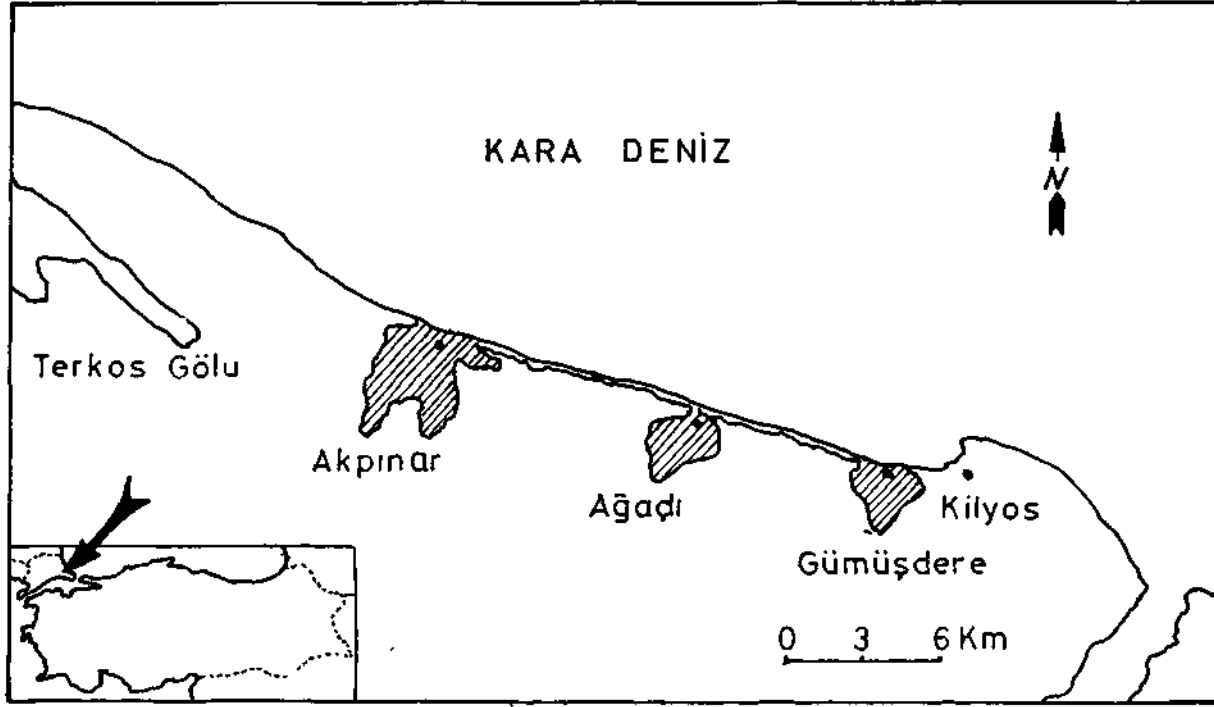 KARA DENİZ
N
Terkos Gölu
Akpınar
Ağaçlı
Kilyos
Gümüşdere
0 3 6 Km